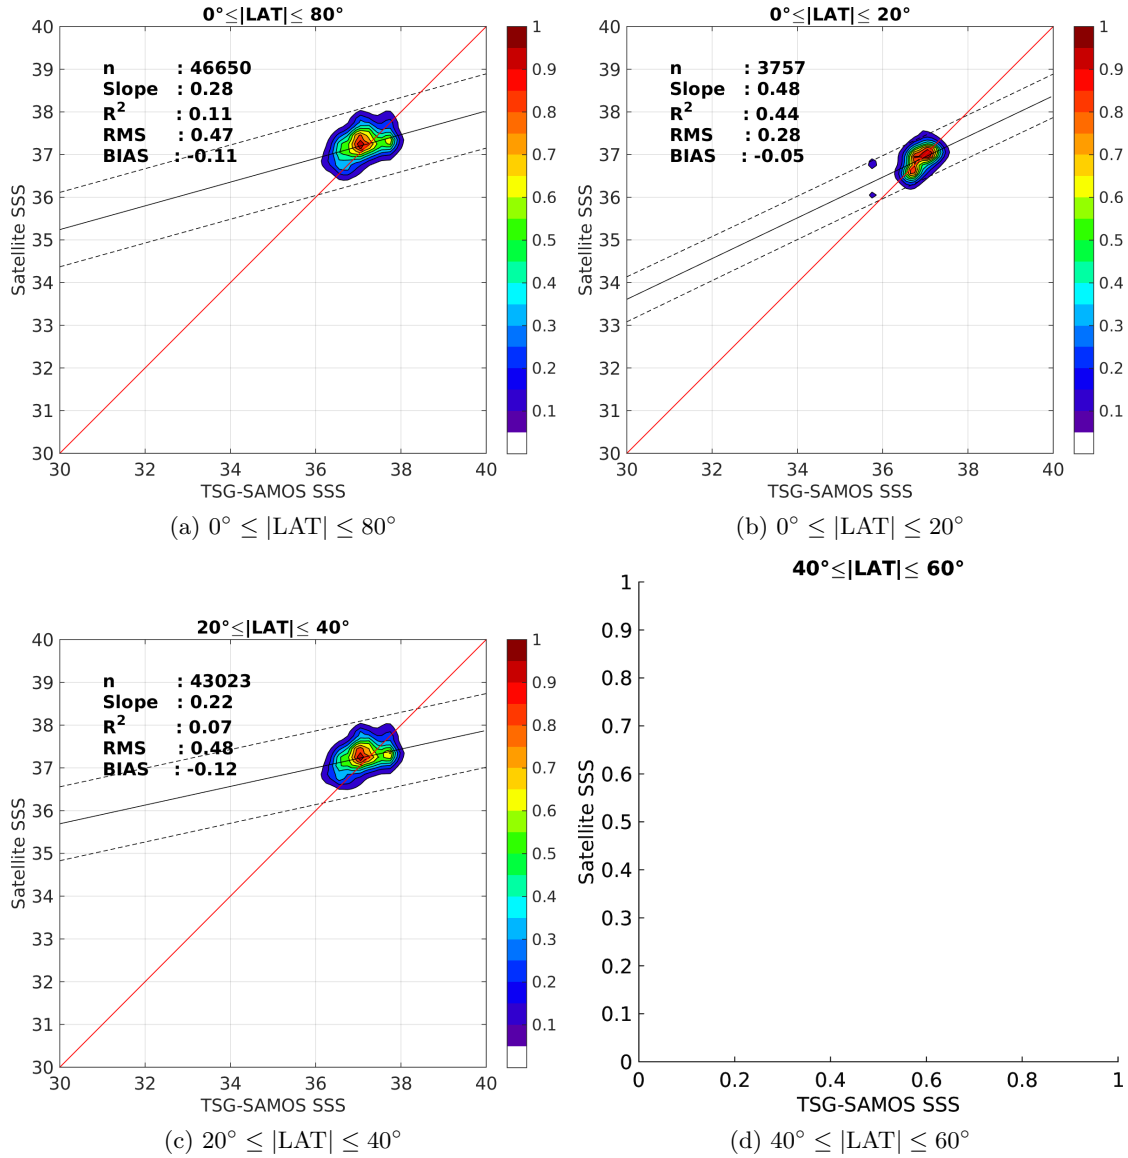 0°≤|LAT|≤ 80°
40
39
38
37
36
35
34
33
32
31
30
Satellite SSS
n : 46650
Slope : 0.28
R² : 0.11
RMS : 0.47
BIAS : -0.11
30 32 34 36 38 40
TSG-SAMOS SSS
1
0.9
0.8
0.7
0.6
0.5
0.4
0.3
0.2
0.1
(a) 0° ≤ |LAT| ≤ 80°
0°≤|LAT|≤ 20°
40
39
38
37
36
35
34
33
32
31
30
Satellite SSS
n : 3757
Slope : 0.48
R² : 0.44
RMS : 0.28
BIAS : -0.05
30 32 34 36 38 40
TSG-SAMOS SSS
1
0.9
0.8
0.7
0.6
0.5
0.4
0.3
0.2
0.1
(b) 0° ≤ |LAT| ≤ 20°
20°≤|LAT|≤ 40°
40
39
38
37
36
35
34
33
32
31
30
Satellite SSS
n : 43023
Slope : 0.22
R² : 0.07
RMS : 0.48
BIAS : -0.12
30 32 34 36 38 40
TSG-SAMOS SSS
1
0.9
0.8
0.7
0.6
0.5
0.4
0.3
0.2
0.1
(c) 20° ≤ |LAT| ≤ 40°
40°≤|LAT|≤ 60°
1
0.9
0.8
0.7
0.6
0.5
0.4
0.3
0.2
0.1
0
Satellite SSS
0 0.2 0.4 0.6 0.8 1
TSG-SAMOS SSS
(d) 40° ≤ |LAT| ≤ 60°